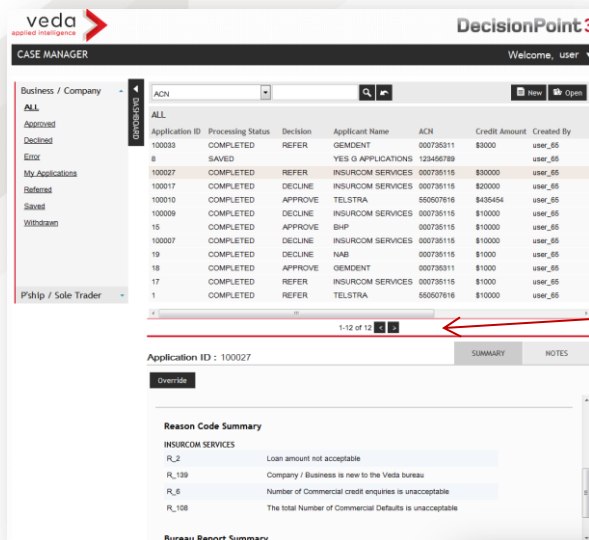 veda
applied intelligence
DecisionPoint 3
CASE MANAGER
Welcome, user
Business / Company
ALL
Approved
Declined
Error
My Applications
Referred
Saved
Withdrawn
P'ship / Sole Trader
DASHBOARD
ACN
New
Open
ALL
Application ID Processing Status Decision Applicant Name ACN Credit Amount Created By
100033 COMPLETED REFER GEMDENT 000735311 $3000 user_65
8 SAVED YES G APPLICATIONS 123456789 user_65
100027 COMPLETED REFER INSURCOM SERVICES 000735115 $30000 user_65
100017 COMPLETED DECLINE INSURCOM SERVICES 000735115 $20000 user_65
100010 COMPLETED APPROVE TELSTRA 550507616 $435454 user_65
100009 COMPLETED DECLINE INSURCOM SERVICES 000735115 $10000 user_65
15 COMPLETED APPROVE BHP 000735115 $10000 user_65
100007 COMPLETED DECLINE INSURCOM SERVICES 000735115 $10000 user_65
19 COMPLETED DECLINE NAB 000735115 $1000 user_65
18 COMPLETED APPROVE GEMDENT 000735311 $1000 user_65
17 COMPLETED REFER INSURCOM SERVICES 000735115 $1000 user_65
1 COMPLETED REFER TELSTRA 550507616 $10000 user_65
1-12 of 12 < >
Application ID : 100027
SUMMARY
NOTES
Override
Reason Code Summary
INSURCOM SERVICES
R_2 Loan amount not acceptable
R_139 Company / Business is new to the Veda bureau
R_6 Number of Commercial credit enquiries is unacceptable
R_108 The total Number of Commercial Defaults is unacceptable
Bureau Report Summary